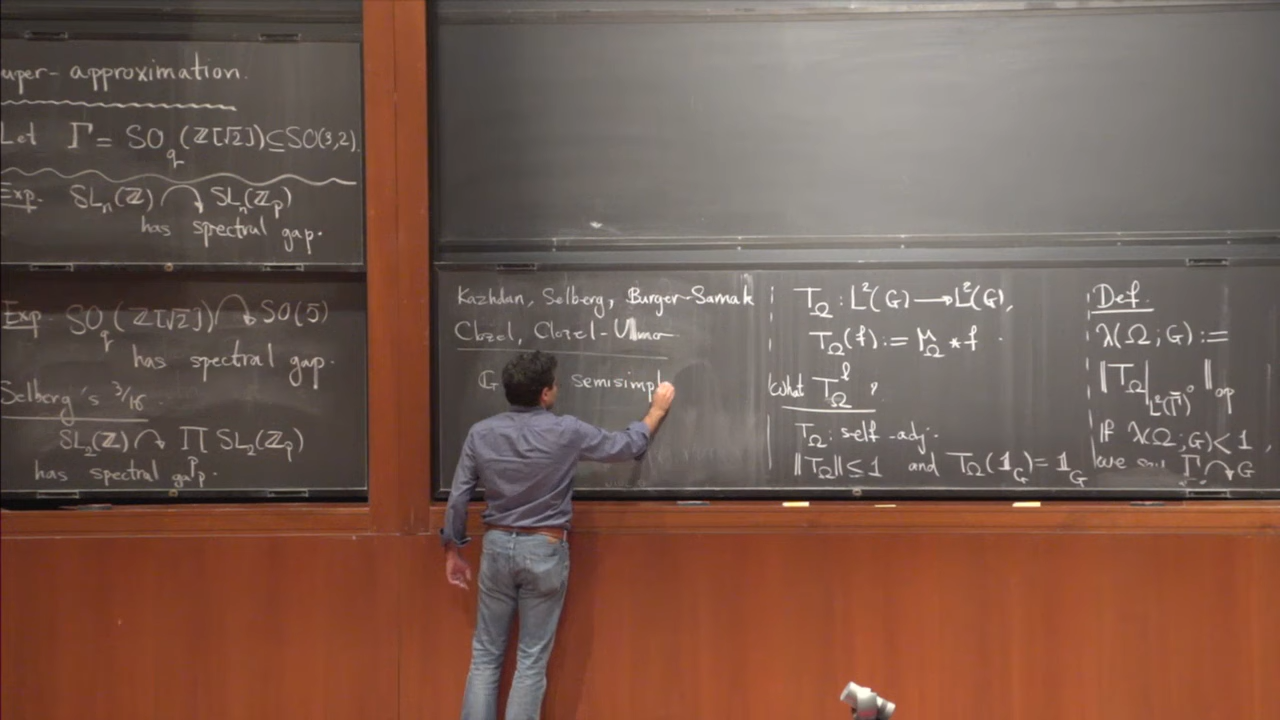 uper-approximation.
Let Γ = SO_q(ℤ[√2]) ⊆ SO(3,2).
Exp. SL_n(ℤ) ↷ SL_n(ℤ_p)
has spectral gap.
Exp SO_q(ℤ[√2]) ↷ SO(5)
has spectral gap.
Selberg's 3/16.
SL_2(ℤ) ↷ ∏_p SL_2(ℤ_p)
has spectral gap.
Kazhdan, Selberg, Burger-Sarnak
Clozel, Clozel-Ullmo
G semisimpl
T_Ω : L²(G) ⟶ L²(G),
T_Ω(f) := μ_Ω * f .
What T_Ω^l ?
T_Ω : self-adj.
‖T_Ω‖ ≤ 1 and T_Ω(𝟙_G) = 𝟙_G
Def.
λ(Ω; G) :=
‖T_Ω|_{L²(Γ̄)°}‖_op
If λ(Ω; G) < 1,
we say Γ ↷ G